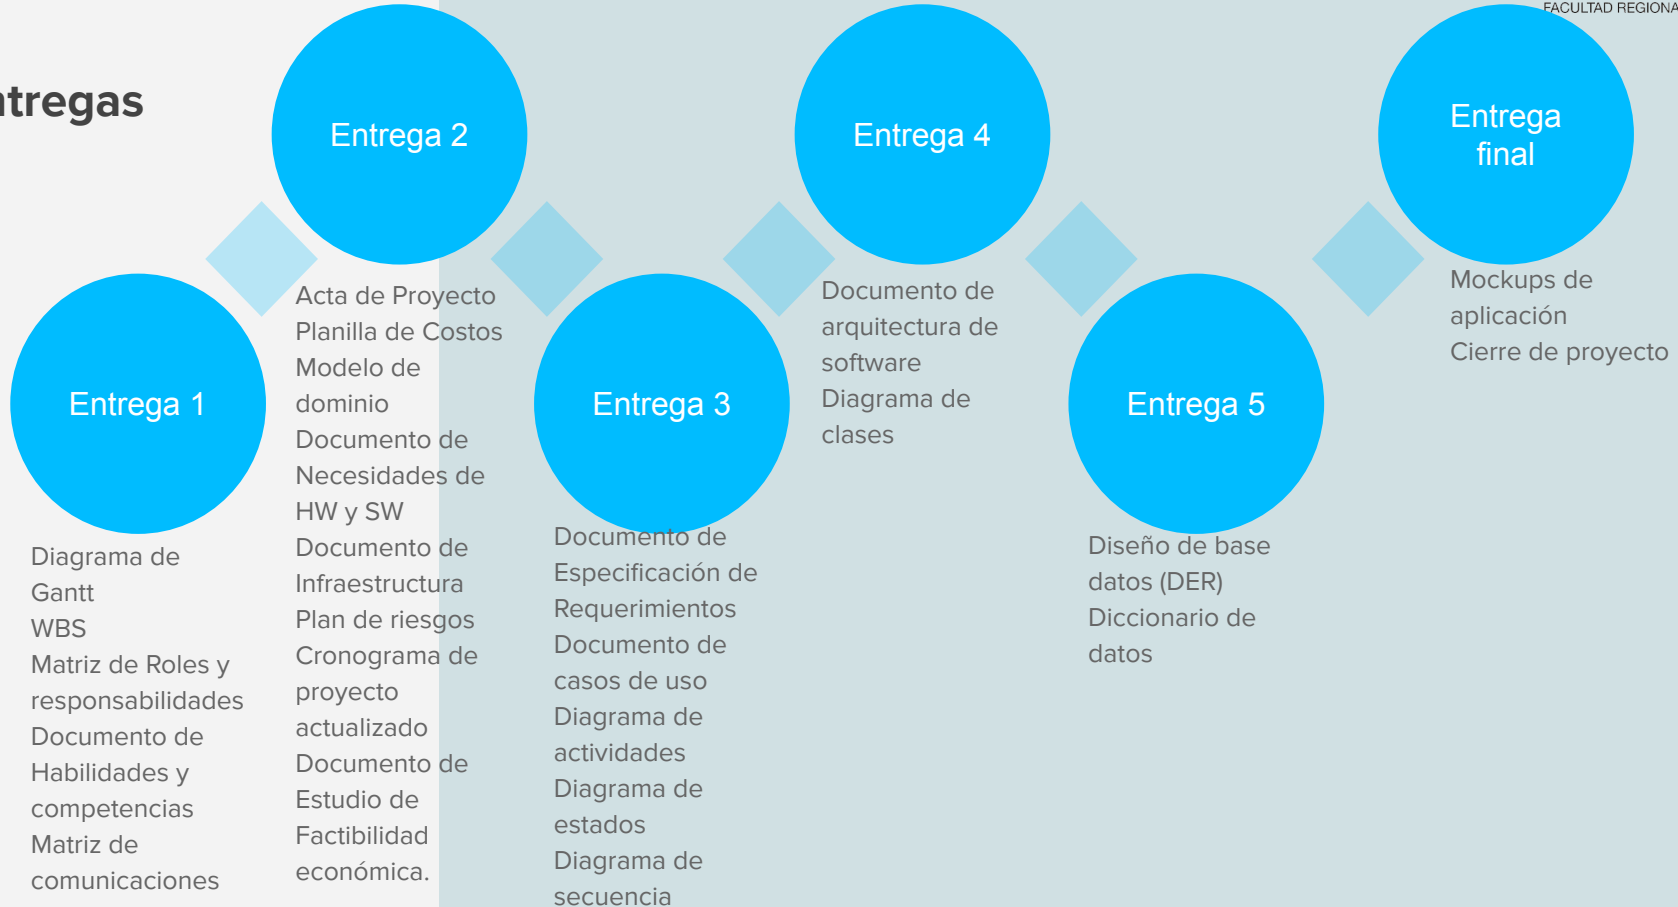 FACULTAD REGIONA
ntregas
Entrega 1
Diagrama de
Gantt
WBS
Matriz de Roles y
responsabilidades
Documento de
Habilidades y
competencias
Matriz de
comunicaciones
Entrega 2
Acta de Proyecto
Planilla de Costos
Modelo de
dominio
Documento de
Necesidades de
HW y SW
Documento de
Infraestructura
Plan de riesgos
Cronograma de
proyecto
actualizado
Documento de
Estudio de
Factibilidad
económica.
Entrega 3
Documento de
Especificación de
Requerimientos
Documento de
casos de uso
Diagrama de
actividades
Diagrama de
estados
Diagrama de
secuencia
Entrega 4
Documento de
arquitectura de
software
Diagrama de
clases
Entrega 5
Diseño de base
datos (DER)
Diccionario de
datos
Entrega
final
Mockups de
aplicación
Cierre de proyecto